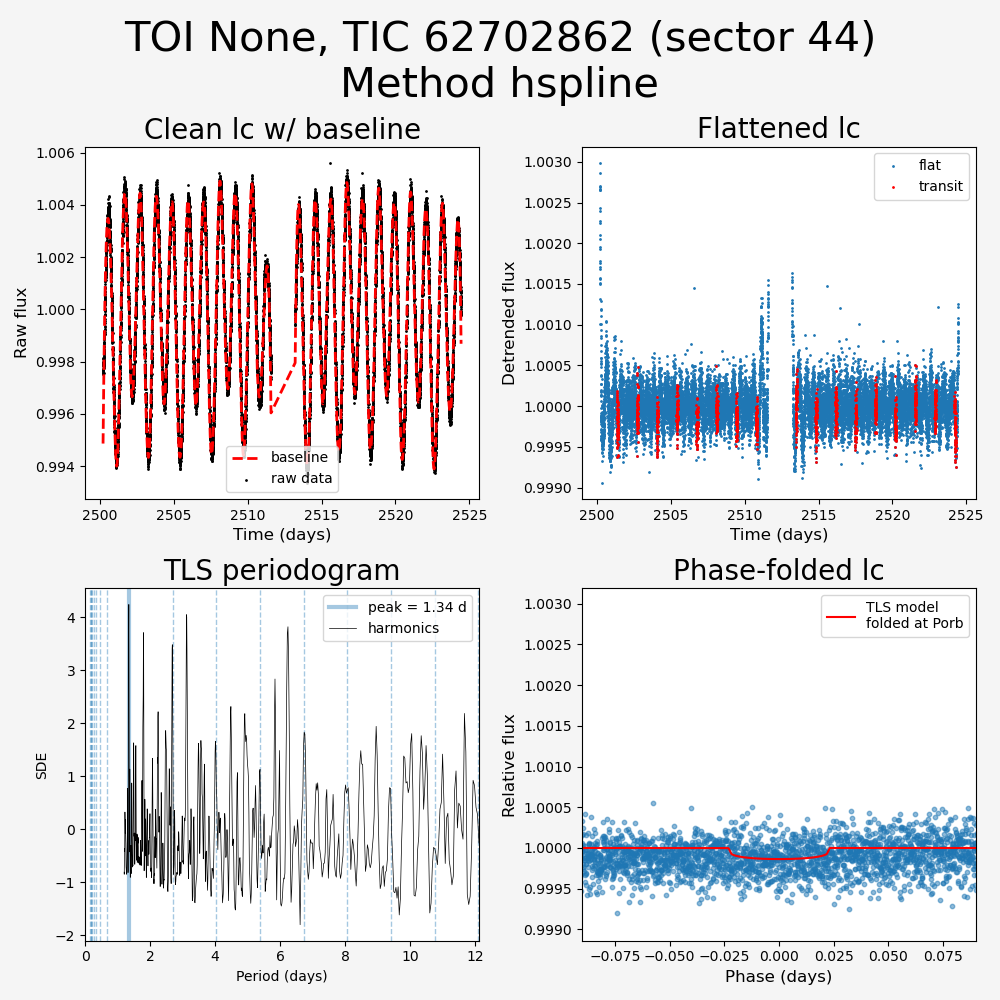 TOI None, TIC 62702862 (sector 44)
Method hspline
Clean lc w/ baseline
1.006
1.004
1.002
1.000
0.998
0.996
0.994
Raw flux
baseline
raw data
2500
2505
2510
2515
2520
2525
Time (days)
Flattened lc
1.0030
1.0025
1.0020
1.0015
1.0010
1.0005
1.0000
0.9995
0.9990
Detrended flux
flat
transit
2500
2505
2510
2515
2520
2525
Time (days)
TLS periodogram
4
3
2
1
0
−1
−2
SDE
peak = 1.34 d
harmonics
0
2
4
6
8
10
12
Period (days)
Phase-folded lc
1.0030
1.0025
1.0020
1.0015
1.0010
1.0005
1.0000
0.9995
0.9990
Relative flux
TLS model
folded at Porb
−0.075
−0.050
−0.025
0.000
0.025
0.050
0.075
Phase (days)